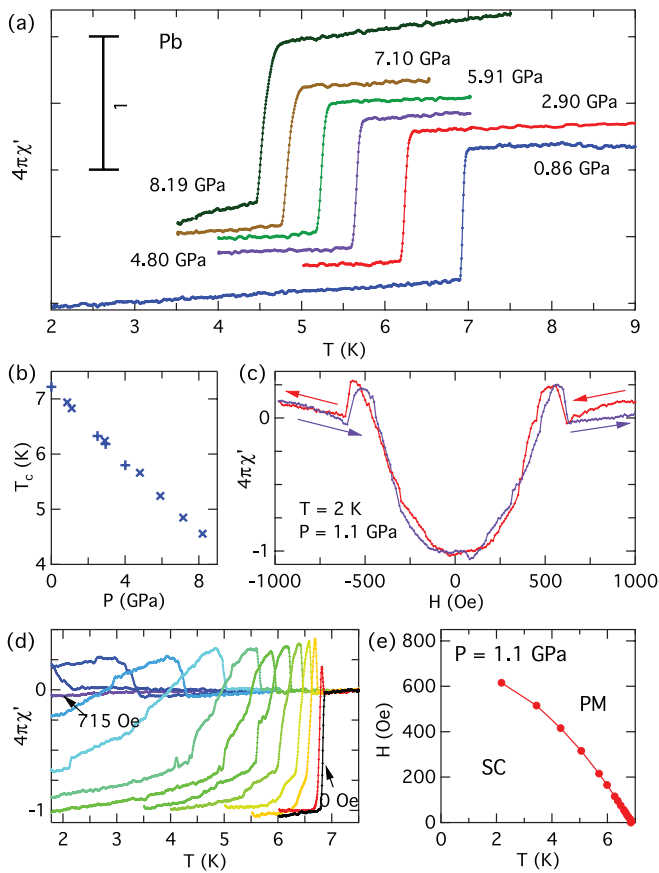 (a)
Pb
1
7.10 GPa
5.91 GPa
2.90 GPa
0.86 GPa
8.19 GPa
4.80 GPa
4πχ'
2 3 4 5 6 7 8 9
T (K)
(b)
7
6
5
4
T_c (K)
0 2 4 6 8
P (GPa)
(c)
0
-1
4πχ'
T = 2 K
P = 1.1 GPa
-1000 -500 0 500 1000
H (Oe)
(d)
0
-1
4πχ'
715 Oe
0 Oe
2 3 4 5 6 7
T (K)
(e)
800
600
400
200
0
H (Oe)
P = 1.1 GPa
PM
SC
0 2 4 6
T (K)